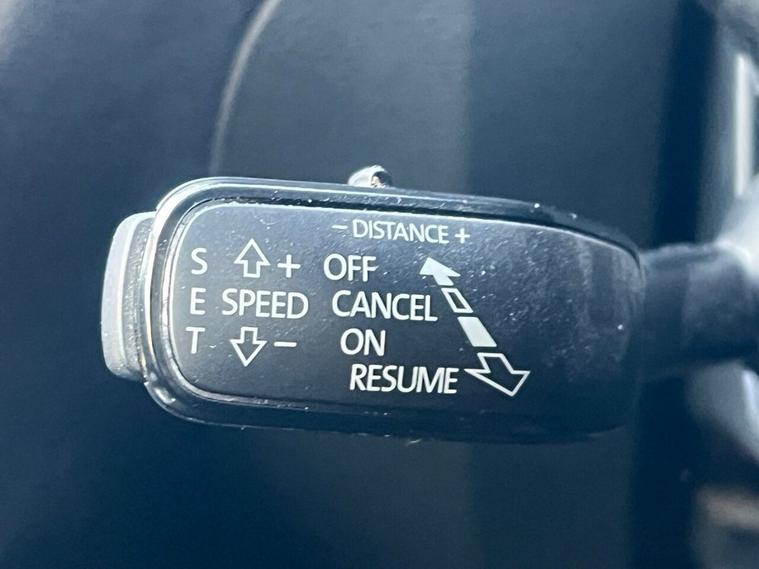 - DISTANCE +
S + OFF
E SPEED CANCEL
T - ON
RESUME